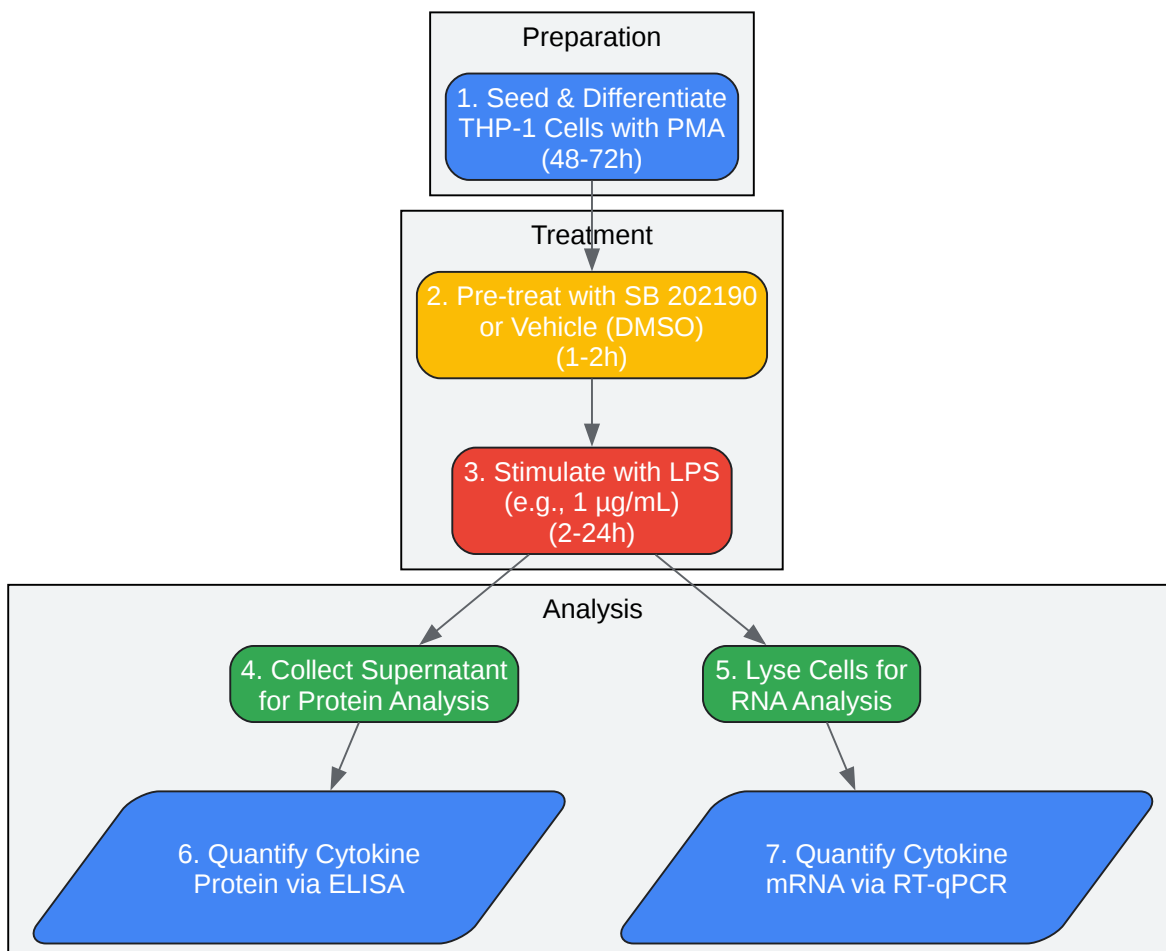 Preparation
1. Seed & Differentiate
THP-1 Cells with PMA
(48-72h)
Treatment
2. Pre-treat with SB 202190
or Vehicle (DMSO)
(1-2h)
3. Stimulate with LPS
(e.g., 1 µg/mL)
(2-24h)
Analysis
4. Collect Supernatant
for Protein Analysis
5. Lyse Cells for
RNA Analysis
6. Quantify Cytokine
Protein via ELISA
7. Quantify Cytokine
mRNA via RT-qPCR